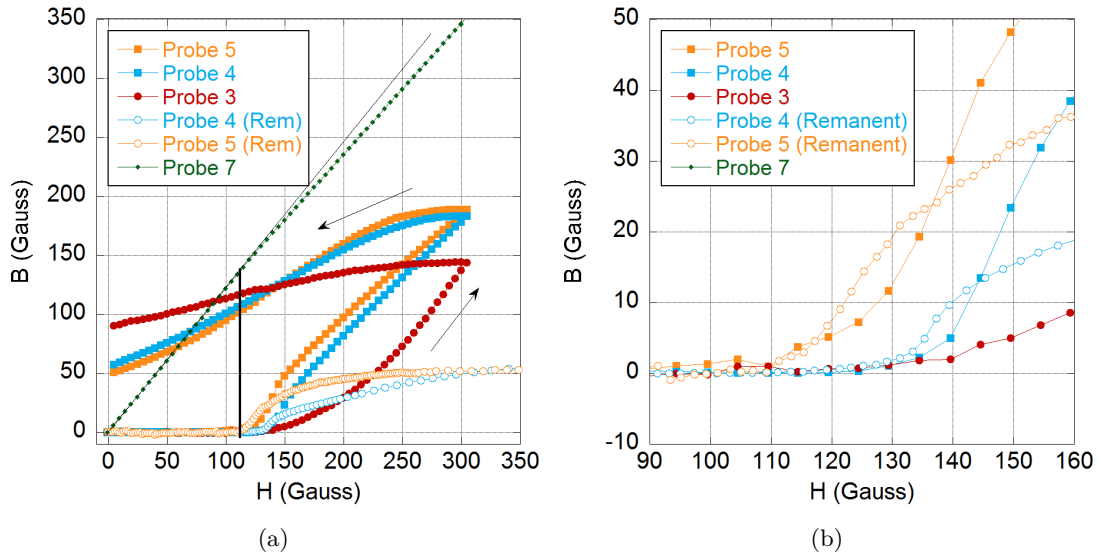 350
300
250
200
150
100
50
0
B (Gauss)
Probe 5
Probe 4
Probe 3
Probe 4 (Rem)
Probe 5 (Rem)
Probe 7
0 50 100 150 200 250 300 350
H (Gauss)
(a)
50
40
30
20
10
0
-10
B (Gauss)
Probe 5
Probe 4
Probe 3
Probe 4 (Remanent)
Probe 5 (Remanent)
Probe 7
90 100 110 120 130 140 150 160
H (Gauss)
(b)